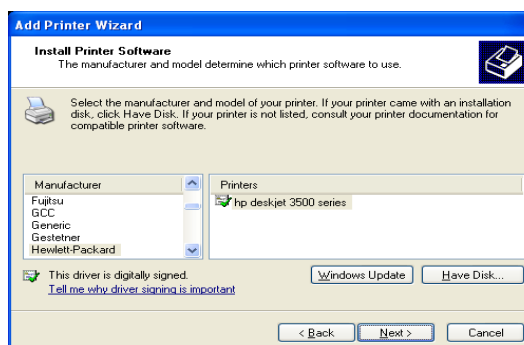 Add Printer Wizard
Install Printer Software
The manufacturer and model determine which printer software to use.
Select the manufacturer and model of your printer. If your printer came with an installation
disk, click Have Disk. If your printer is not listed, consult your printer documentation for
compatible printer software.
Manufacturer
Fujitsu
GCC
Generic
Gestetner
Hewlett-Packard
Printers
hp deskjet 3500 series
This driver is digitally signed.
Tell me why driver signing is important
Windows Update
Have Disk...
< Back
Next >
Cancel